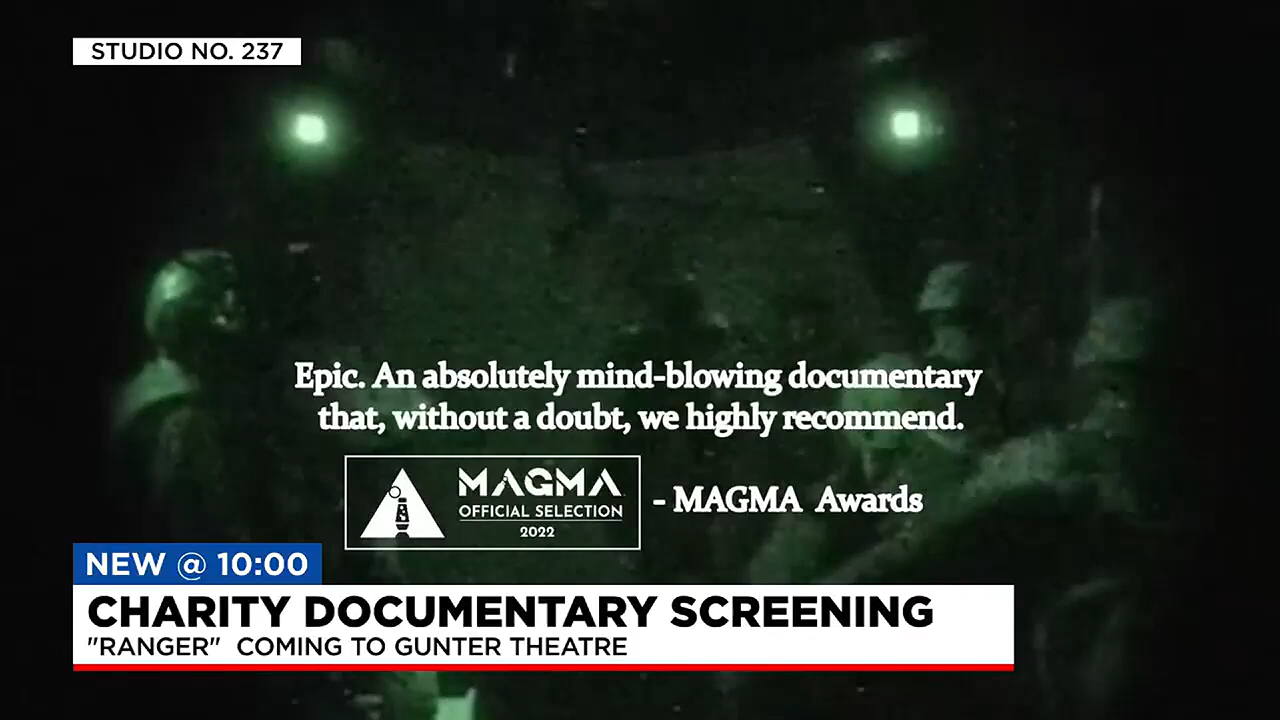 STUDIO NO. 237
Epic. An absolutely mind-blowing documentary
that, without a doubt, we highly recommend.
MAGMA
OFFICIAL SELECTION
2022
- MAGMA Awards
NEW @ 10:00
CHARITY DOCUMENTARY SCREENING
"RANGER" COMING TO GUNTER THEATRE